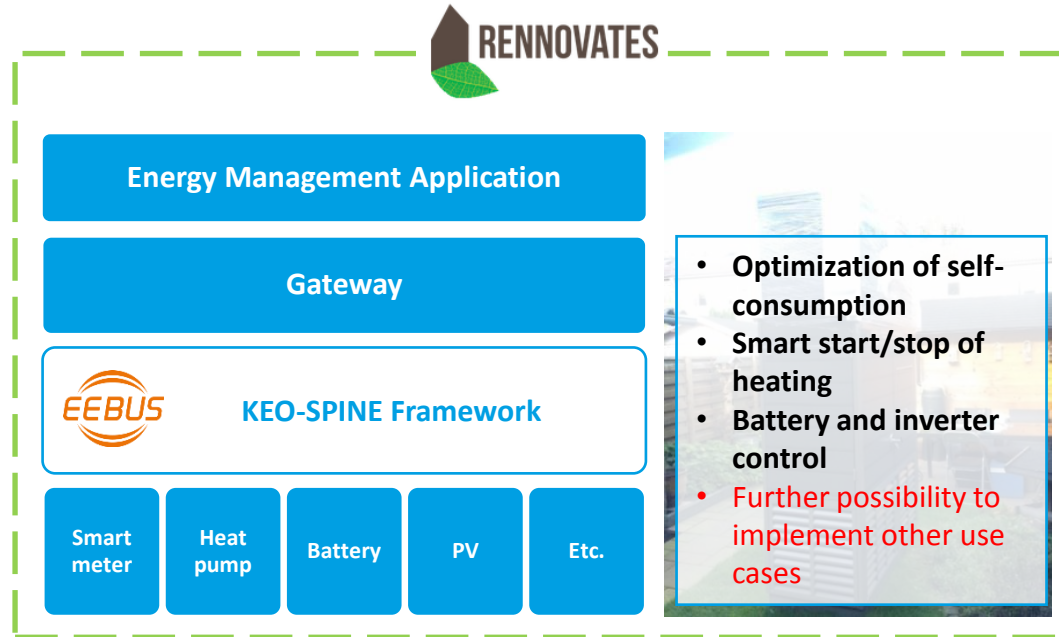 RENNOVATES
Energy Management Application
Gateway
EEBUS
KEO-SPINE Framework
Smart
meter
Heat
pump
Battery
PV
Etc.
• Optimization of self-
consumption
• Smart start/stop of
heating
• Battery and inverter
control
• Further possibility to
implement other use
cases